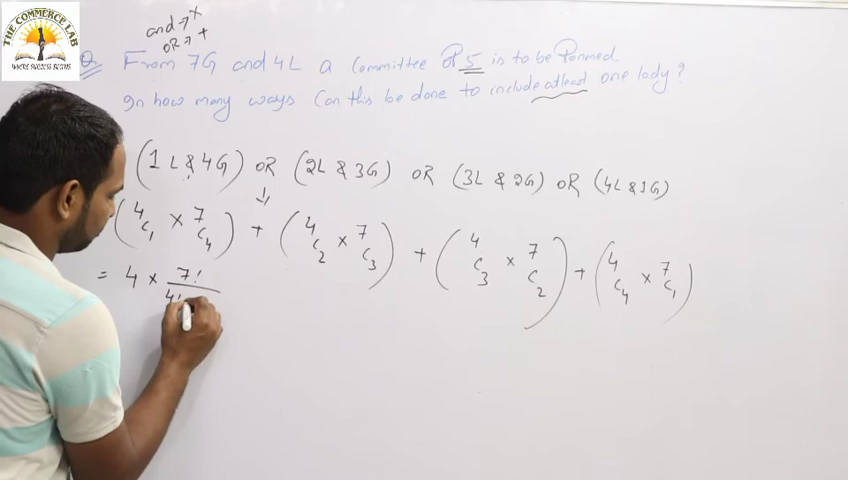 THE COMMERCE LAB
WHERE SUCCESS BEGINS
and → x
OR → +
Q. From 7G and 4L a Committee OF 5 is to be Formed
In how many ways Can this be done to include atleast one lady?
(1L & 4G) OR (2L & 3G) OR (3L & 2G) OR (4L & 1G)
(⁴C₁ × ⁷C₄) + (⁴C₂ × ⁷C₃) + (⁴C₃ × ⁷C₂) + (⁴C₄ × ⁷C₁)
= 4 × 7!
4!